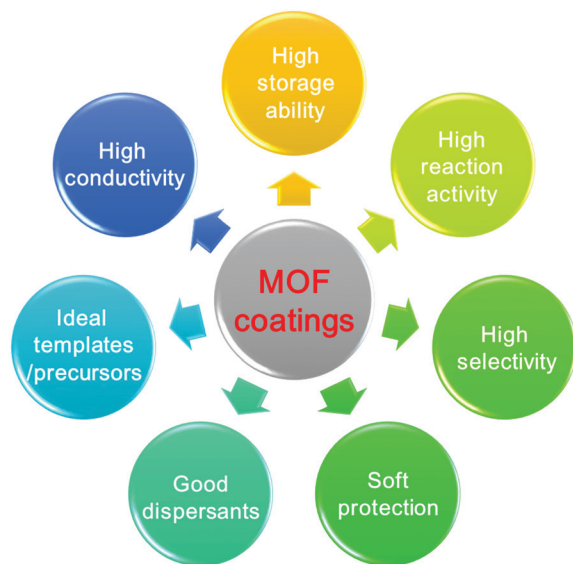 High
storage
ability
High
reaction
activity
High
selectivity
Soft
protection
Good
dispersants
Ideal
templates
/precursors
High
conductivity
MOF
coatings